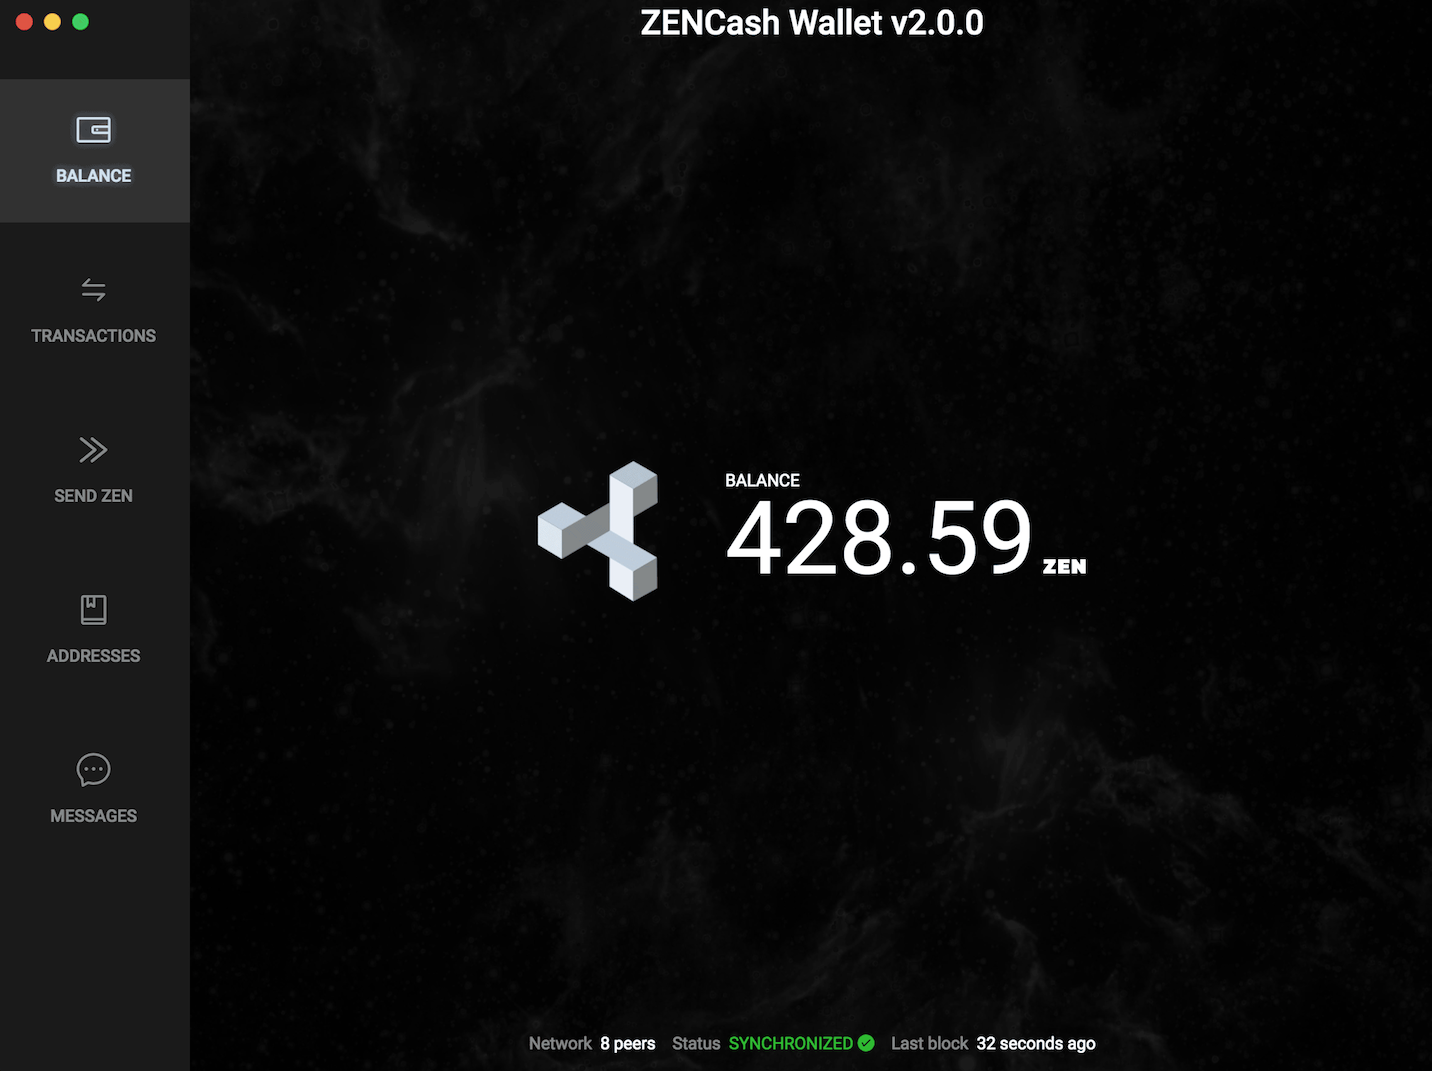 ZENCash Wallet v2.0.0
BALANCE
TRANSACTIONS
SEND ZEN
ADDRESSES
MESSAGES
BALANCE
428.59 ZEN
Network 8 peers Status SYNCHRONIZED Last block 32 seconds ago